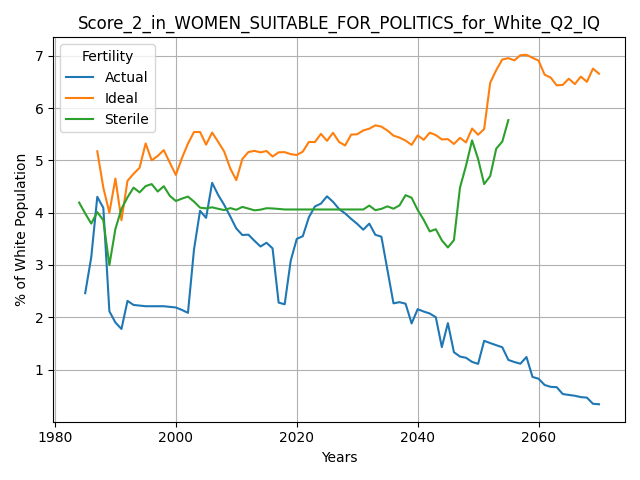 Score_2_in_WOMEN_SUITABLE_FOR_POLITICS_for_White_Q2_IQ
Fertility
Actual
Ideal
Sterile
% of White Population
7
6
5
4
3
2
1
1980
2000
2020
2040
2060
Years